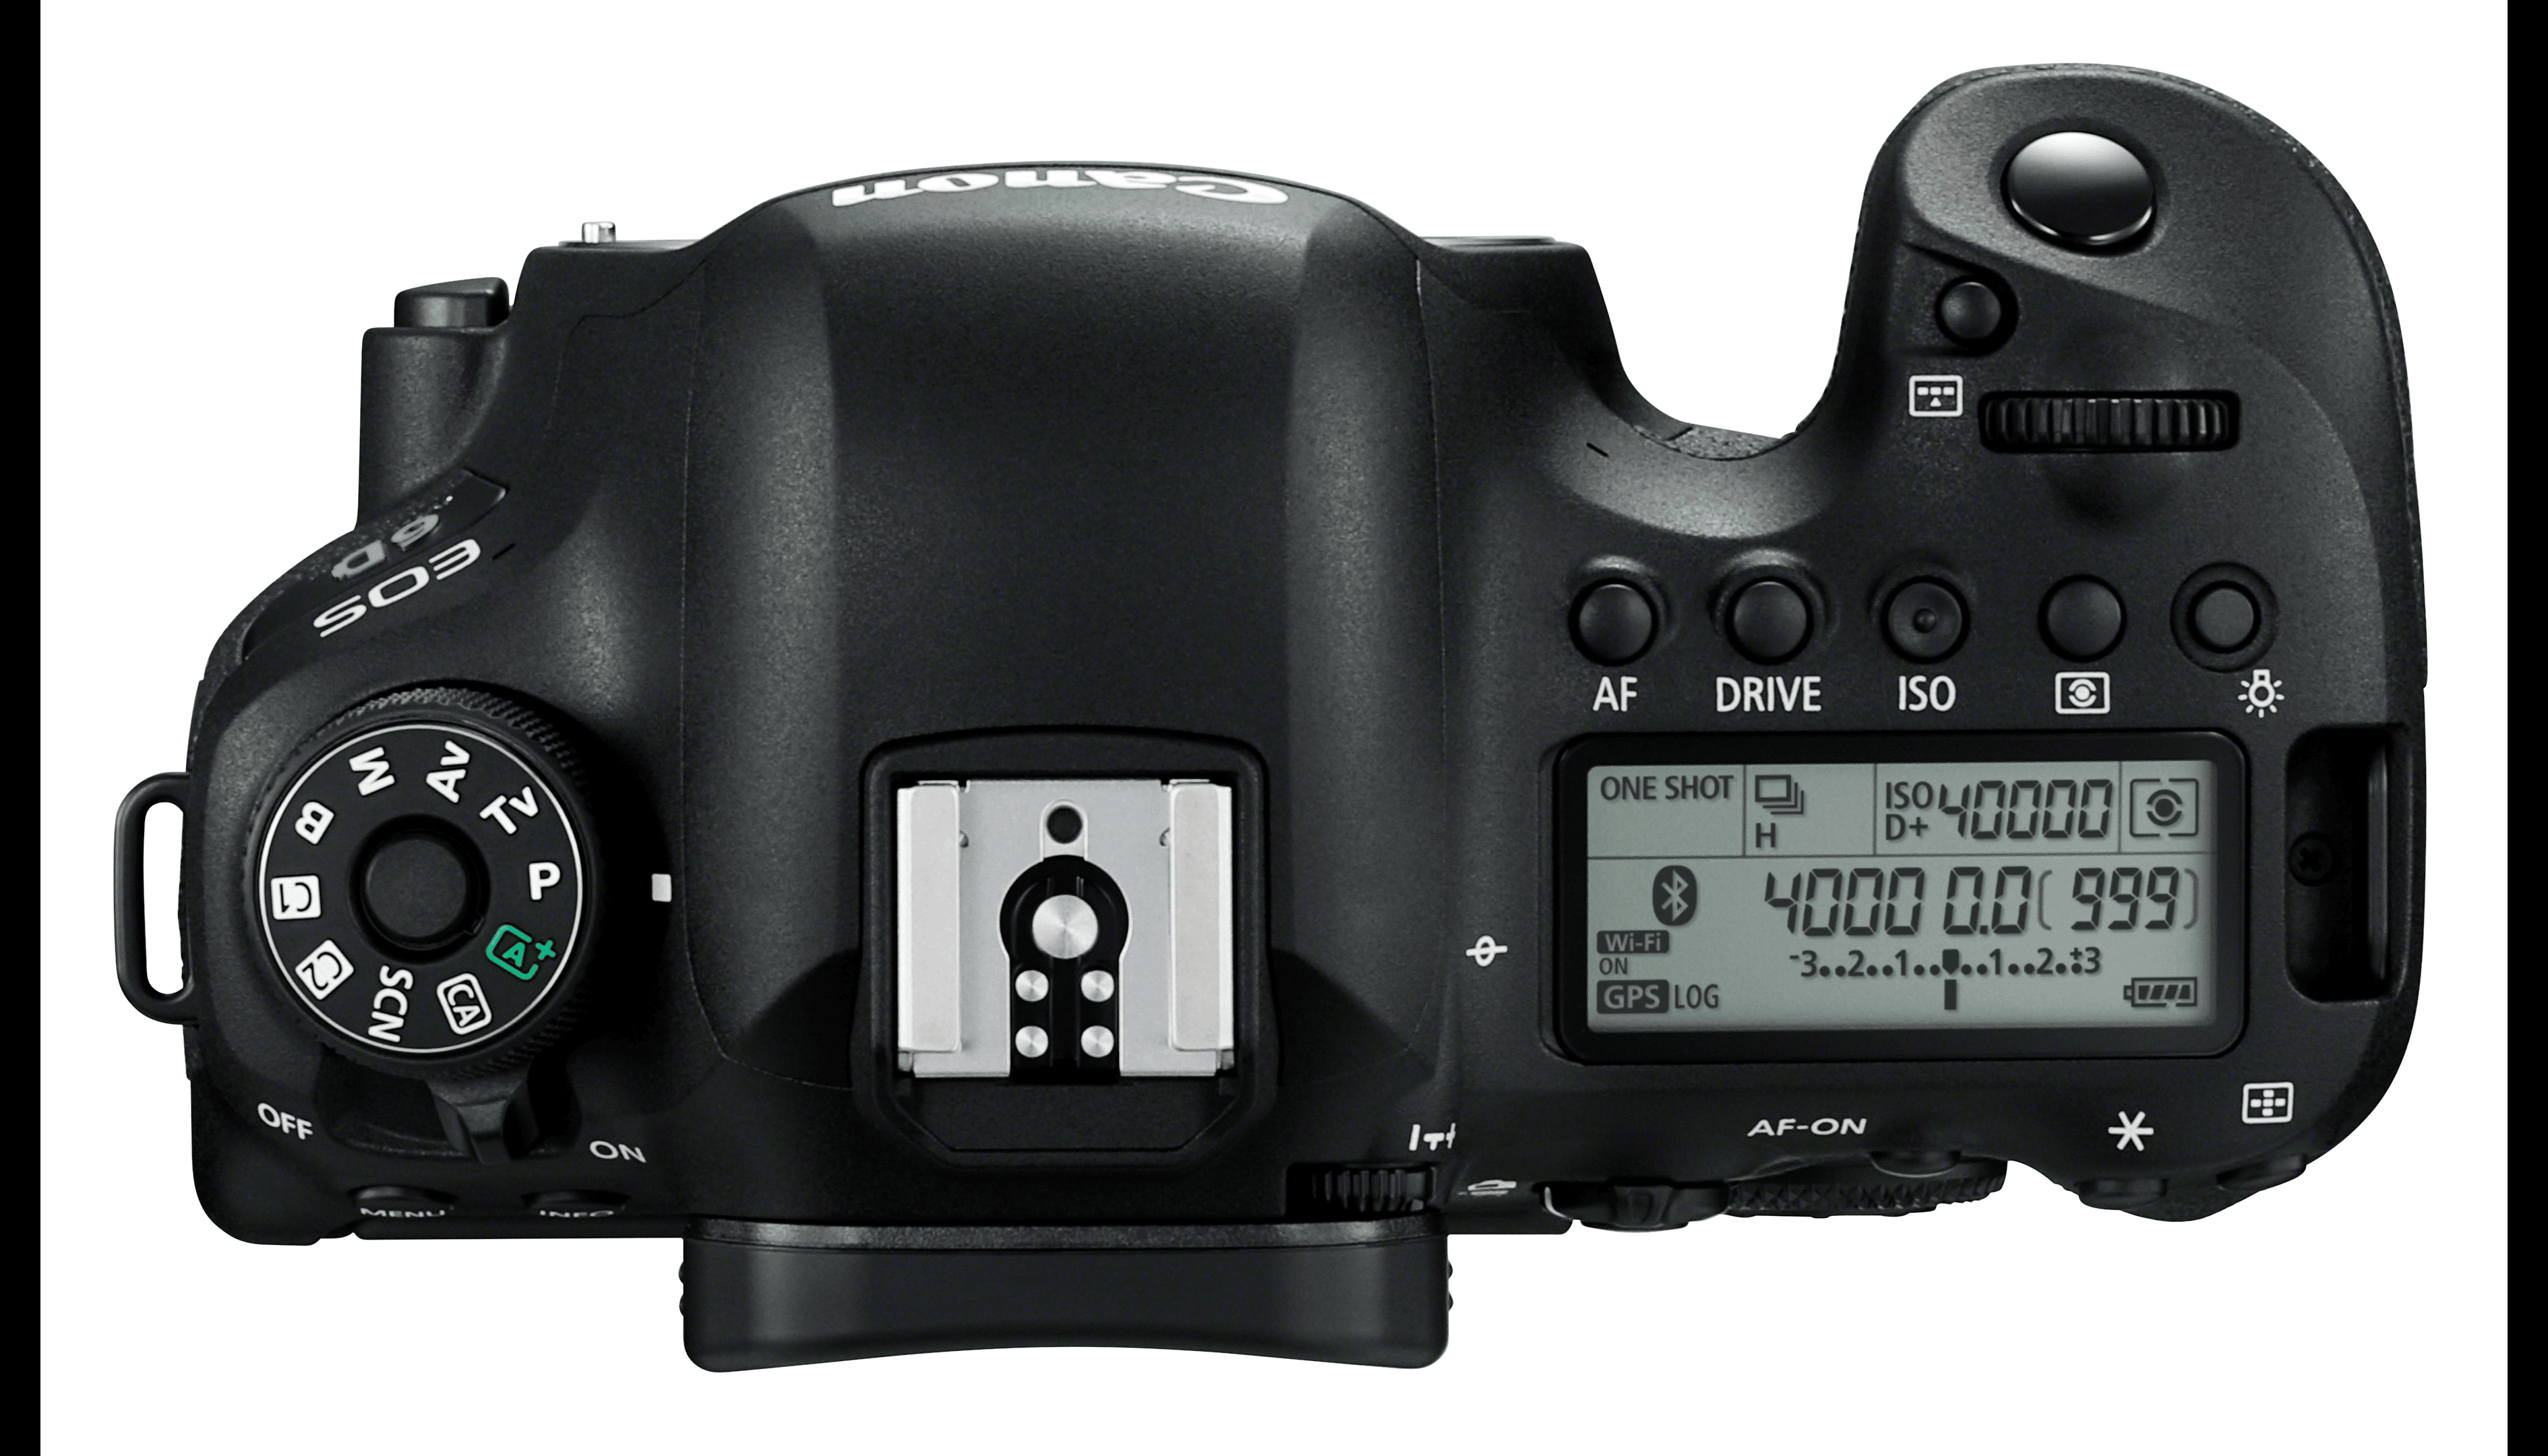 Canon
6D
EOS
AF DRIVE ISO
M
Av
Tv
B
P
C1
A+
C2
SCN
CA
ONE SHOT
H
ISO 40000
D+
4000 0.0 ( 999 )
Wi-Fi
ON
-3..2..1..0..1..2..+3
GPS LOG
OFF
ON
AF-ON
MENU
INFO